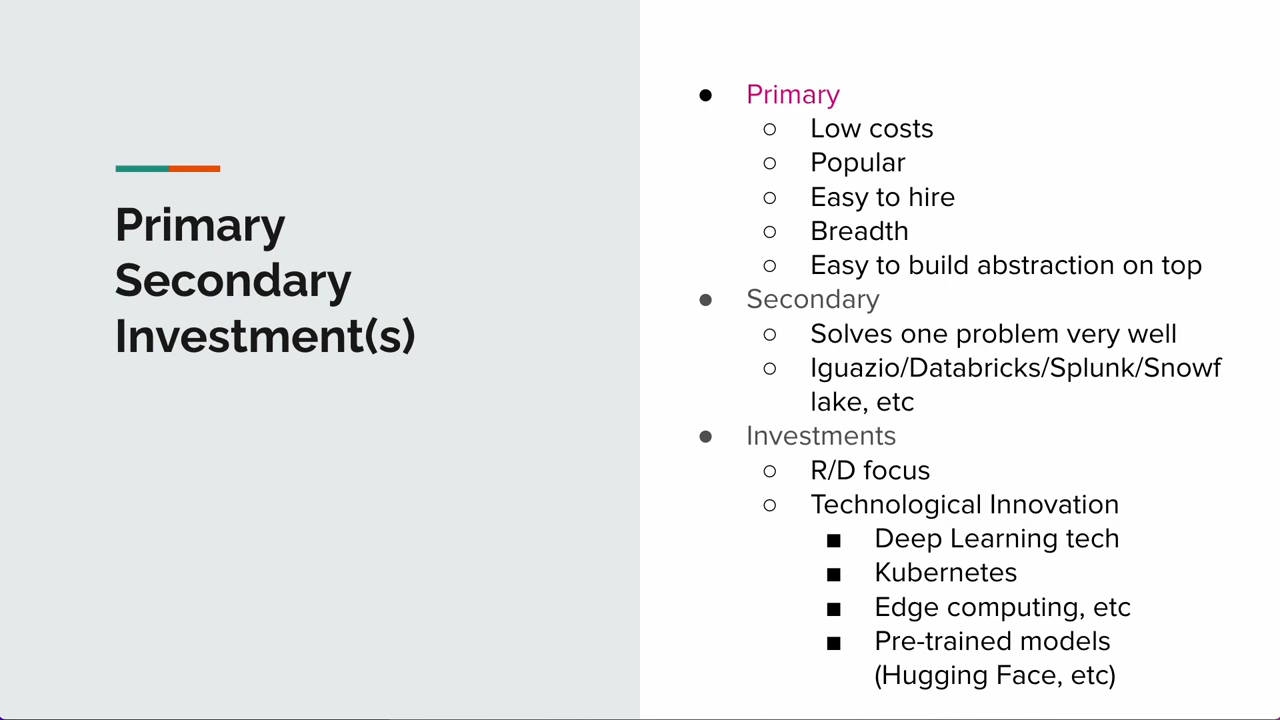 Primary
Secondary
Investment(s)
● Primary
○ Low costs
○ Popular
○ Easy to hire
○ Breadth
○ Easy to build abstraction on top
● Secondary
○ Solves one problem very well
○ Iguazio/Databricks/Splunk/Snowf
lake, etc
● Investments
○ R/D focus
○ Technological Innovation
■ Deep Learning tech
■ Kubernetes
■ Edge computing, etc
■ Pre-trained models
(Hugging Face, etc)